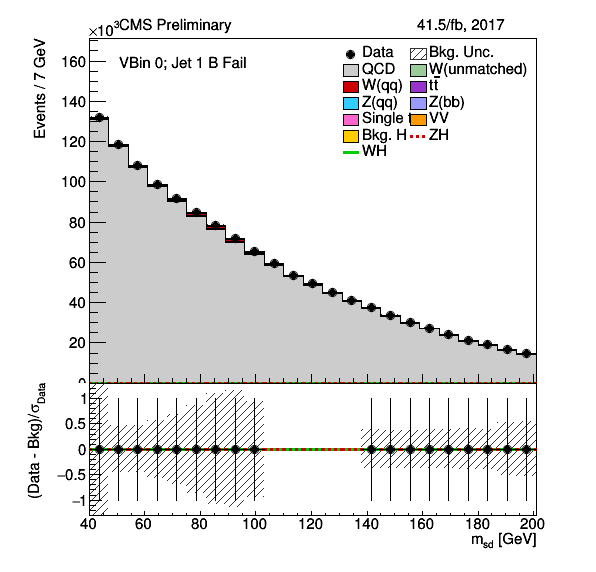 ×10³ CMS Preliminary 41.5/fb, 2017
VBin 0; Jet 1 B Fail
Events / 7 GeV
160
140
120
100
80
60
40
20
0
Data
Bkg. Unc.
QCD
W(unmatched)
W(qq)
tt̄
Z(qq)
Z(bb)
Single t
VV
Bkg. H
ZH
WH
(Data - Bkg)/σData
1
0.5
0
−0.5
−1
40 60 80 100 120 140 160 180 200
msd [GeV]